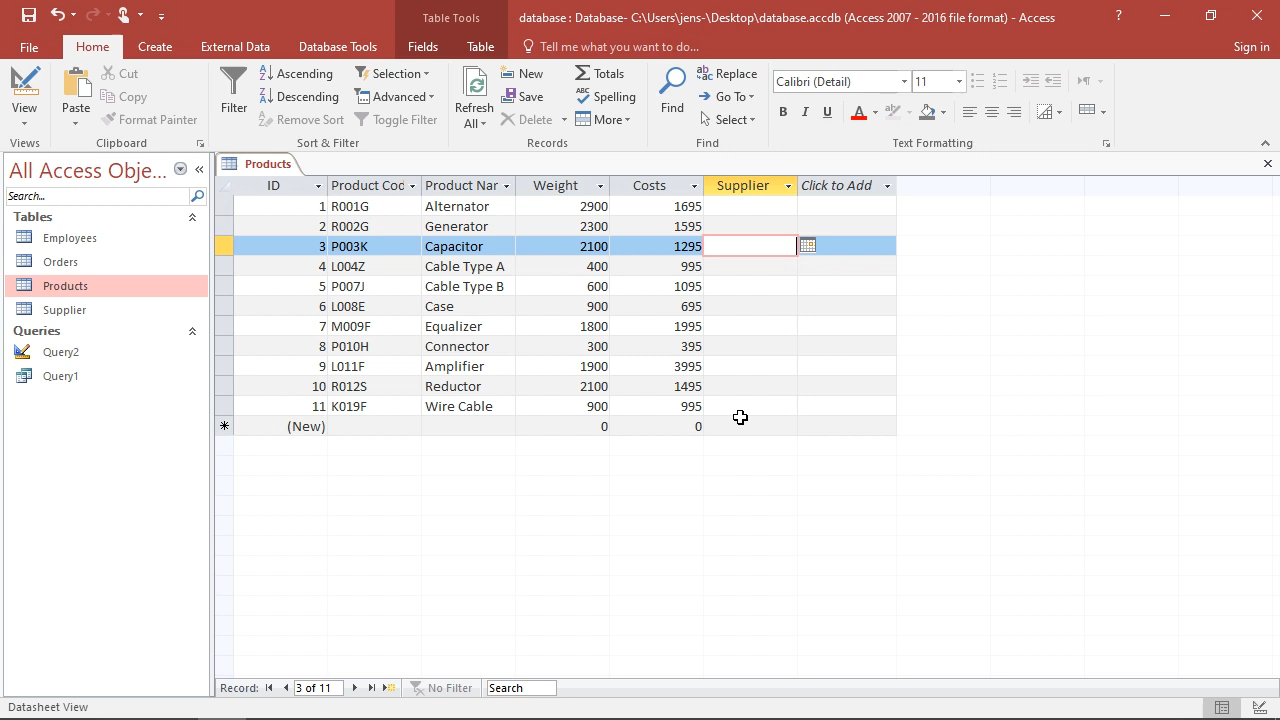 Table Tools
database : Database- C:\Users\jens-\Desktop\database.accdb (Access 2007 - 2016 file format) - Access
?
File Home Create External Data Database Tools Fields Table Tell me what you want to do... Sign in
View
Views
Paste
Cut
Copy
Format Painter
Clipboard
Filter
Ascending
Descending
Remove Sort
Selection
Advanced
Toggle Filter
Sort & Filter
Refresh
All
New
Save
Delete
Totals
Spelling
More
Records
Find
Replace
Go To
Select
Find
Calibri (Detail) 11
B I U A
Text Formatting
All Access Obje...
Search...
Tables
Employees
Orders
Products
Supplier
Queries
Query2
Query1
Products
ID Product Cod Product Nar Weight Costs Supplier Click to Add
1 R001G Alternator 2900 1695
2 R002G Generator 2300 1595
3 P003K Capacitor 2100 1295
4 L004Z Cable Type A 400 995
5 P007J Cable Type B 600 1095
6 L008E Case 900 695
7 M009F Equalizer 1800 1995
8 P010H Connector 300 395
9 L011F Amplifier 1900 3995
10 R012S Reductor 2100 1495
11 K019F Wire Cable 900 995
(New) 0 0
Record: 3 of 11 No Filter Search
Datasheet View